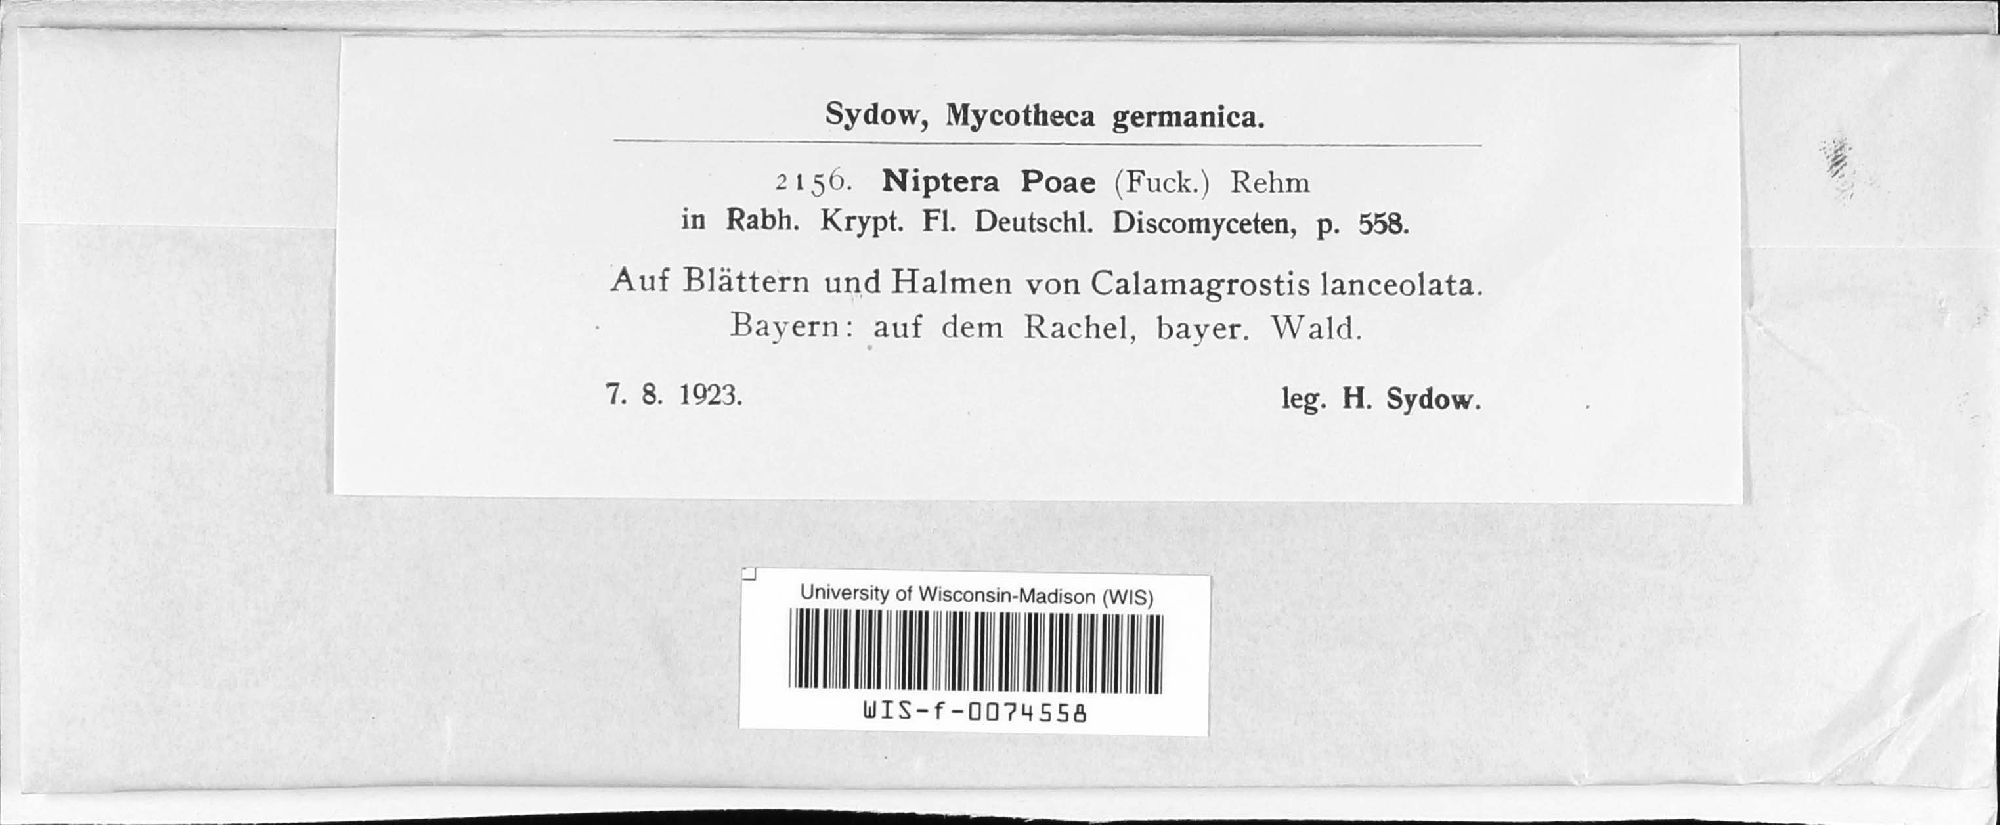 Sydow, Mycotheca germanica.
2156. Niptera Poae (Fuck.) Rehm
in Rabh. Krypt. Fl. Deutschl. Discomyceten, p. 558.
Auf Blättern und Halmen von Calamagrostis lanceolata.
Bayern: auf dem Rachel, bayer. Wald.
7. 8. 1923. leg. H. Sydow.
University of Wisconsin-Madison (WIS)
WIS-f-0074558